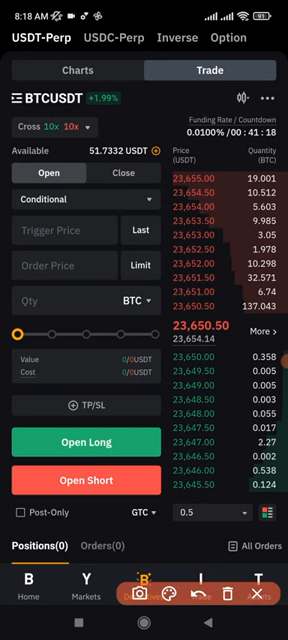 8:18 AM
91
USDT-Perp USDC-Perp Inverse Option
Charts Trade
BTCUSDT +1.99%
Funding Rate / Countdown
Cross 10x 10x
0.0100% / 00 : 41 : 18
Available 51.7332 USDT
Open Close
Conditional
Trigger Price Last
Order Price Limit
Qty BTC
Value 0/0USDT
Cost 0/0USDT
TP/SL
Open Long
Open Short
Post-Only GTC
Price Quantity
(USDT) (BTC)
23,655.00 19.001
23,654.50 10.512
23,654.00 5.603
23,653.50 9.985
23,653.00 3.05
23,652.50 1.978
23,652.00 10.298
23,651.50 32.571
23,651.00 6.74
23,650.50 137.043
23,650.50
23,654.14
More >
23,650.00 0.358
23,649.50 0.005
23,649.00 0.005
23,648.50 0.003
23,648.00 0.055
23,647.50 0.017
23,647.00 2.27
23,646.50 0.002
23,646.00 0.538
23,645.50 0.124
0.5
Positions(0) Orders(0) All Orders
B Y B T
Home Markets